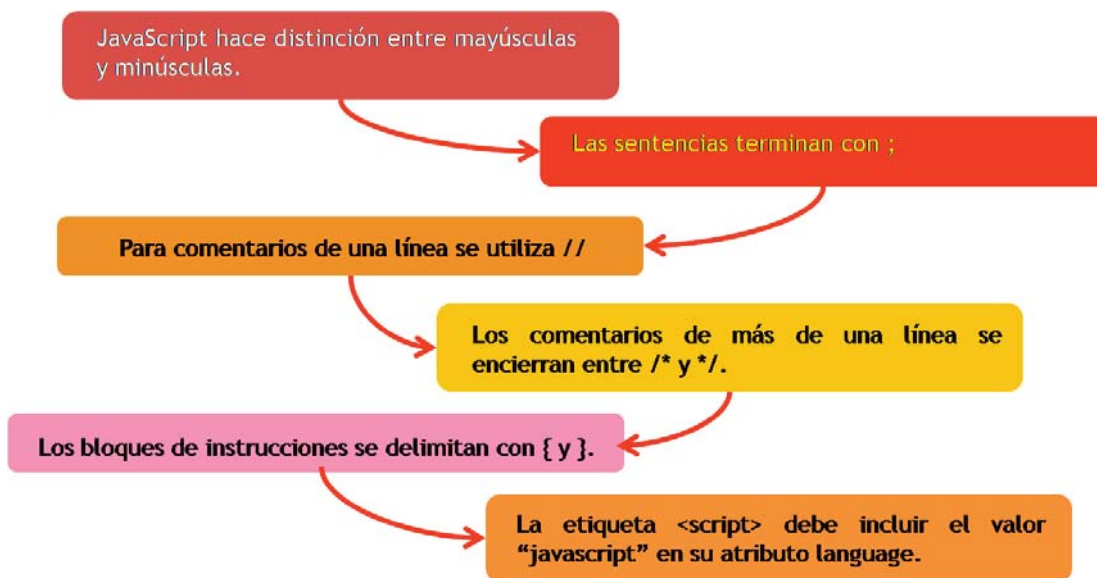 JavaScript hace distinción entre mayúsculas
y minúsculas.
Las sentencias terminan con ;
Para comentarios de una línea se utiliza //
Los comentarios de más de una línea se
encierran entre /* y */.
Los bloques de instrucciones se delimitan con { y }.
La etiqueta <script> debe incluir el valor
“javascript” en su atributo language.